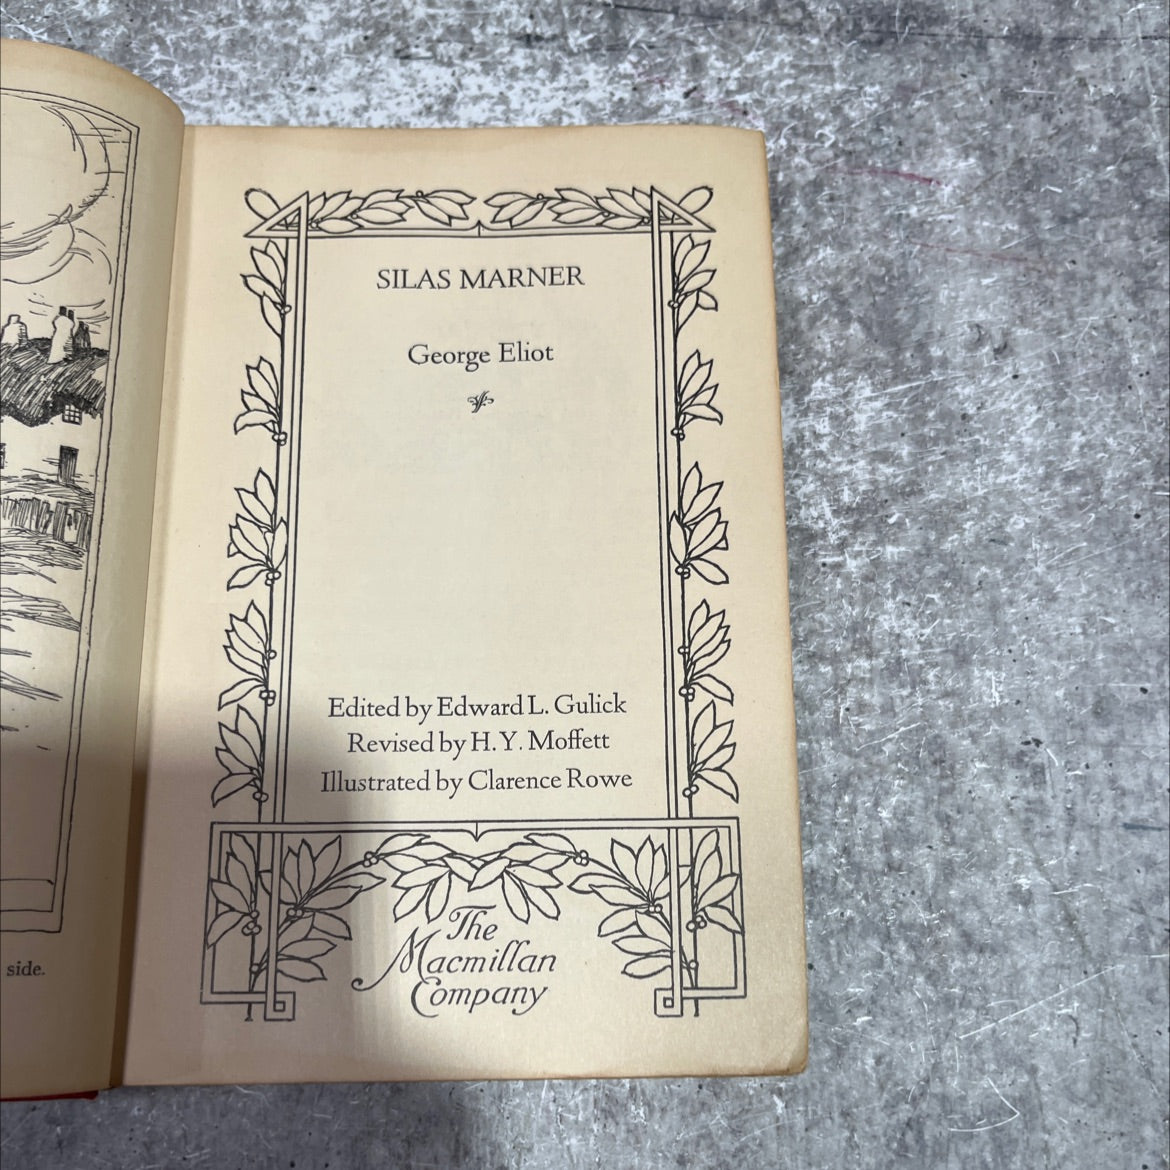 side.
SILAS MARNER
George Eliot
Edited by Edward L. Gulick
Revised by H. Y. Moffett
Illustrated by Clarence Rowe
The
Macmillan
Company